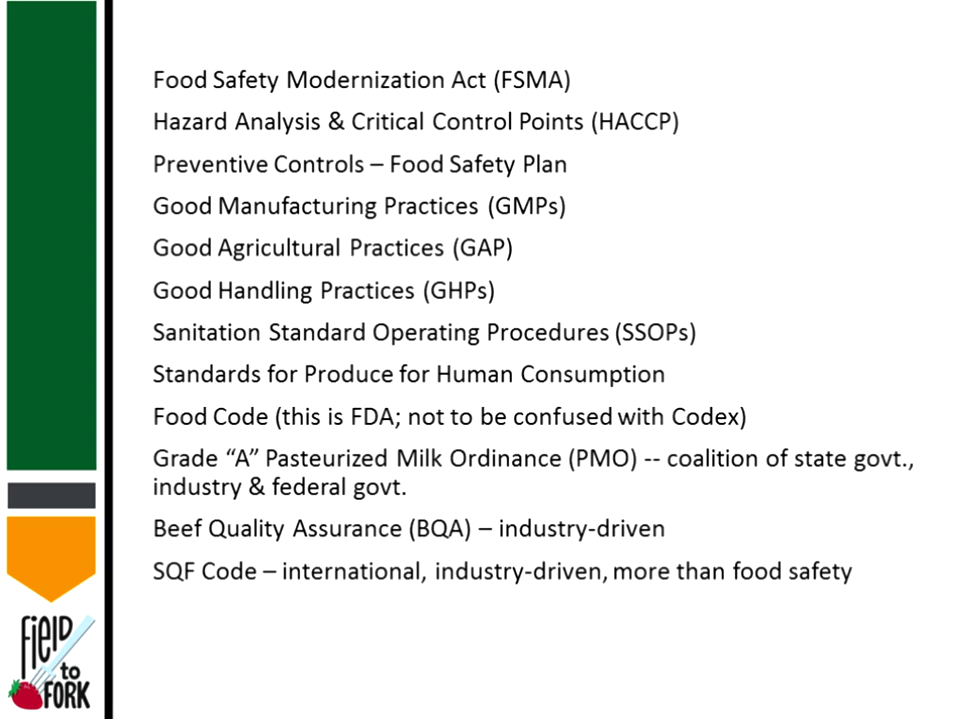 Food Safety Modernization Act (FSMA)
Hazard Analysis & Critical Control Points (HACCP)
Preventive Controls – Food Safety Plan
Good Manufacturing Practices (GMPs)
Good Agricultural Practices (GAP)
Good Handling Practices (GHPs)
Sanitation Standard Operating Procedures (SSOPs)
Standards for Produce for Human Consumption
Food Code (this is FDA; not to be confused with Codex)
Grade “A” Pasteurized Milk Ordinance (PMO) -- coalition of state govt.,
industry & federal govt.
Beef Quality Assurance (BQA) – industry-driven
SQF Code – international, industry-driven, more than food safety
fielD
to
FORK